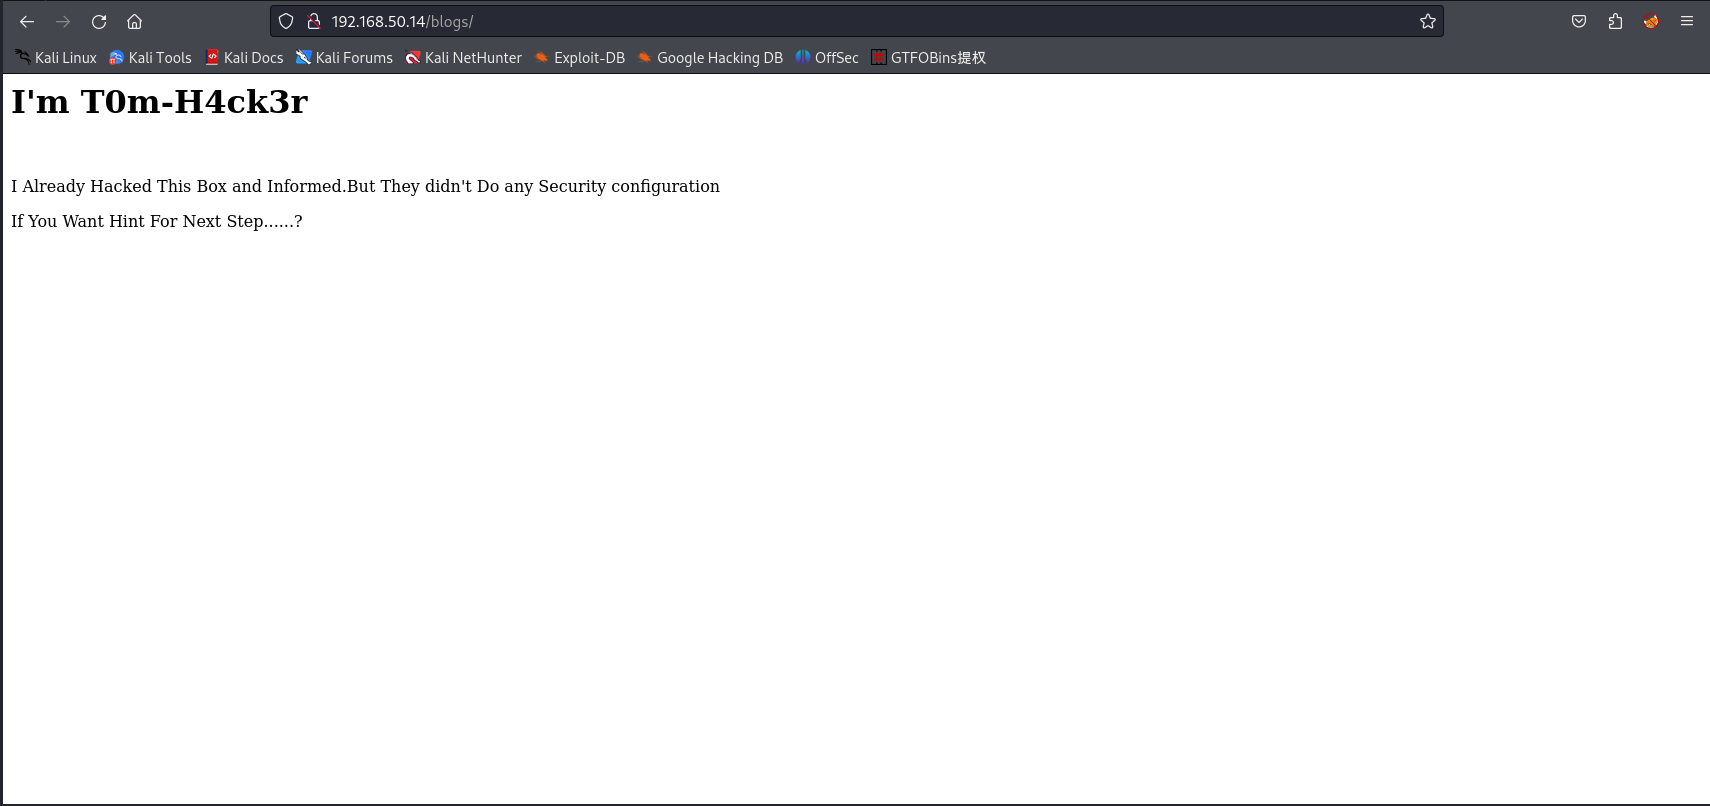 192.168.50.14/blogs/
Kali Linux Kali Tools Kali Docs Kali Forums Kali NetHunter Exploit-DB Google Hacking DB OffSec GTFOBins提权
I'm T0m-H4ck3r
I Already Hacked This Box and Informed.But They didn't Do any Security configuration
If You Want Hint For Next Step......?